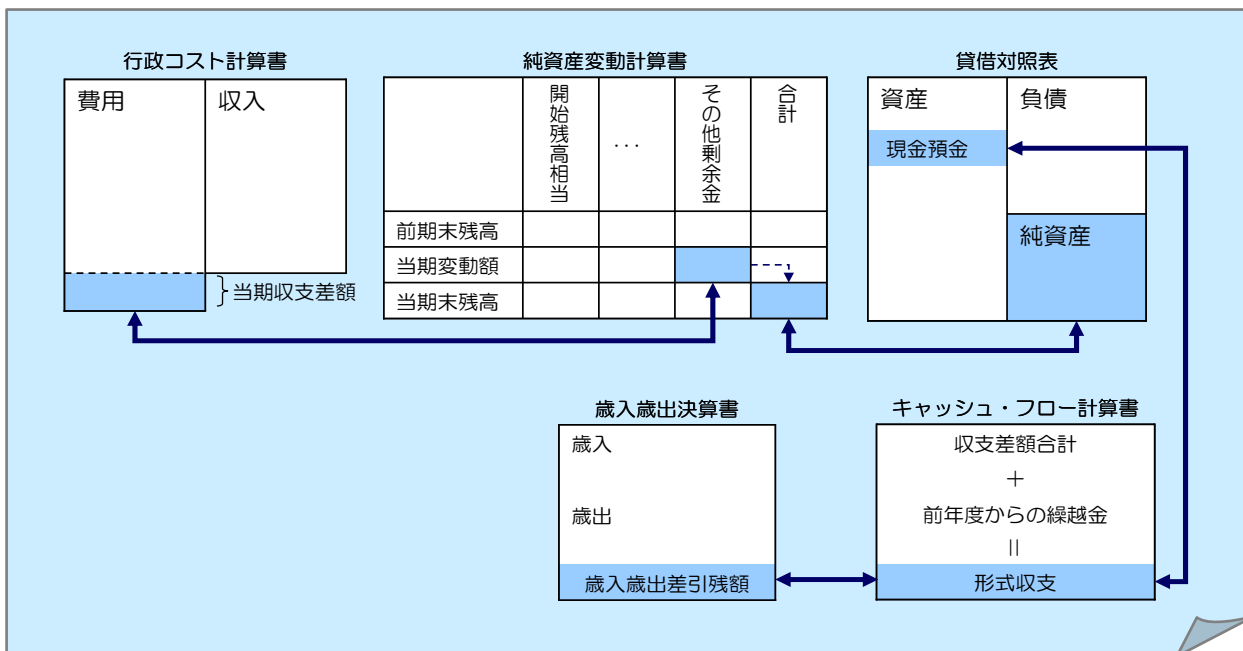 行政コスト計算書
費用
収入
当期収支差額
純資産変動計算書
開始残高相当
...
その他剰余金
合計
前期末残高
当期変動額
当期末残高
貸借対照表
資産
負債
現金預金
純資産
歳入歳出決算書
歳入
歳出
歳入歳出差引残額
キャッシュ・フロー計算書
収支差額合計
＋
前年度からの繰越金
＝
形式収支